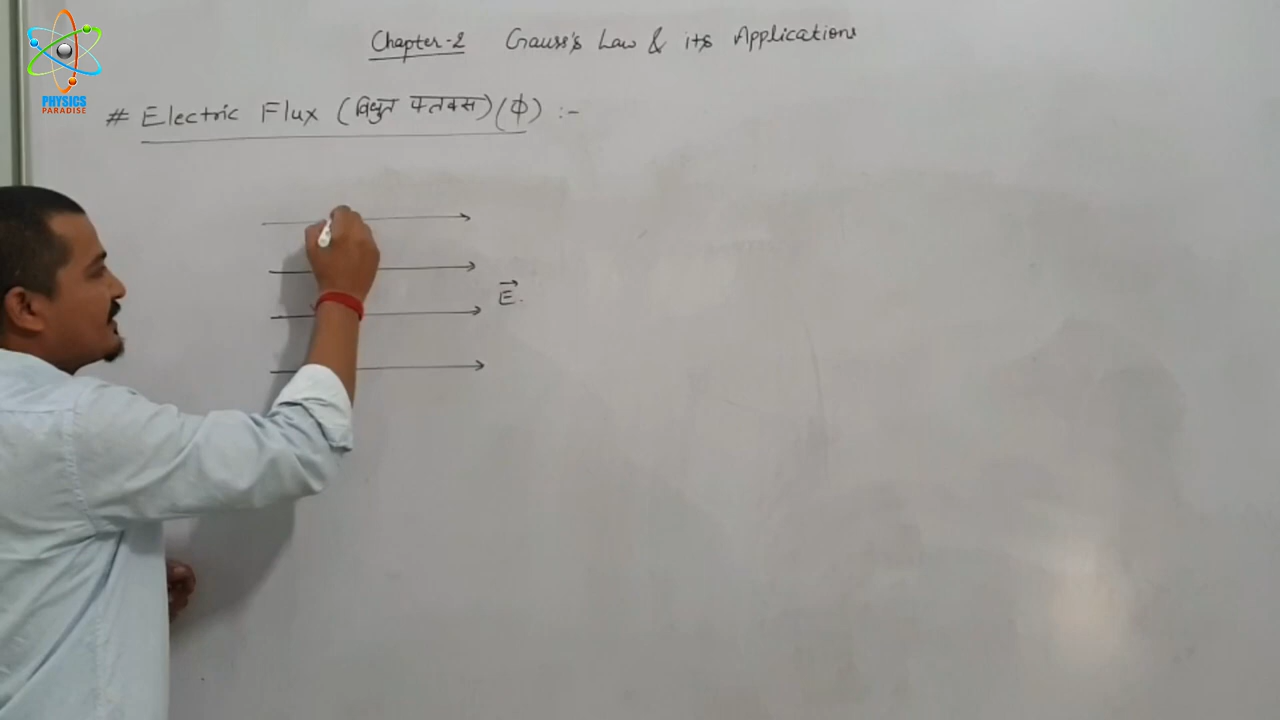 PHYSICS
PARADISE
Chapter-2 Gauss's Law & its Applications
# Electric Flux (विधुत फ्लक्स) (Φ) :-
E.